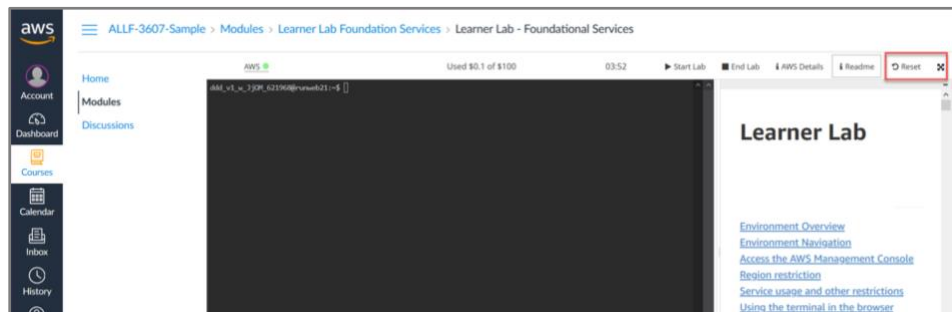 aws
ALLF-3607-Sample > Modules > Learner Lab Foundation Services > Learner Lab - Foundational Services
Account
Dashboard
Courses
Calendar
Inbox
History
Home
Modules
Discussions
AWS
Used $0.1 of $100
03:52
Start Lab
End Lab
AWS Details
Readme
Reset
:~$
Learner Lab
Environment Overview
Environment Navigation
Access the AWS Management Console
Region restriction
Service usage and other restrictions
Using the terminal in the browser